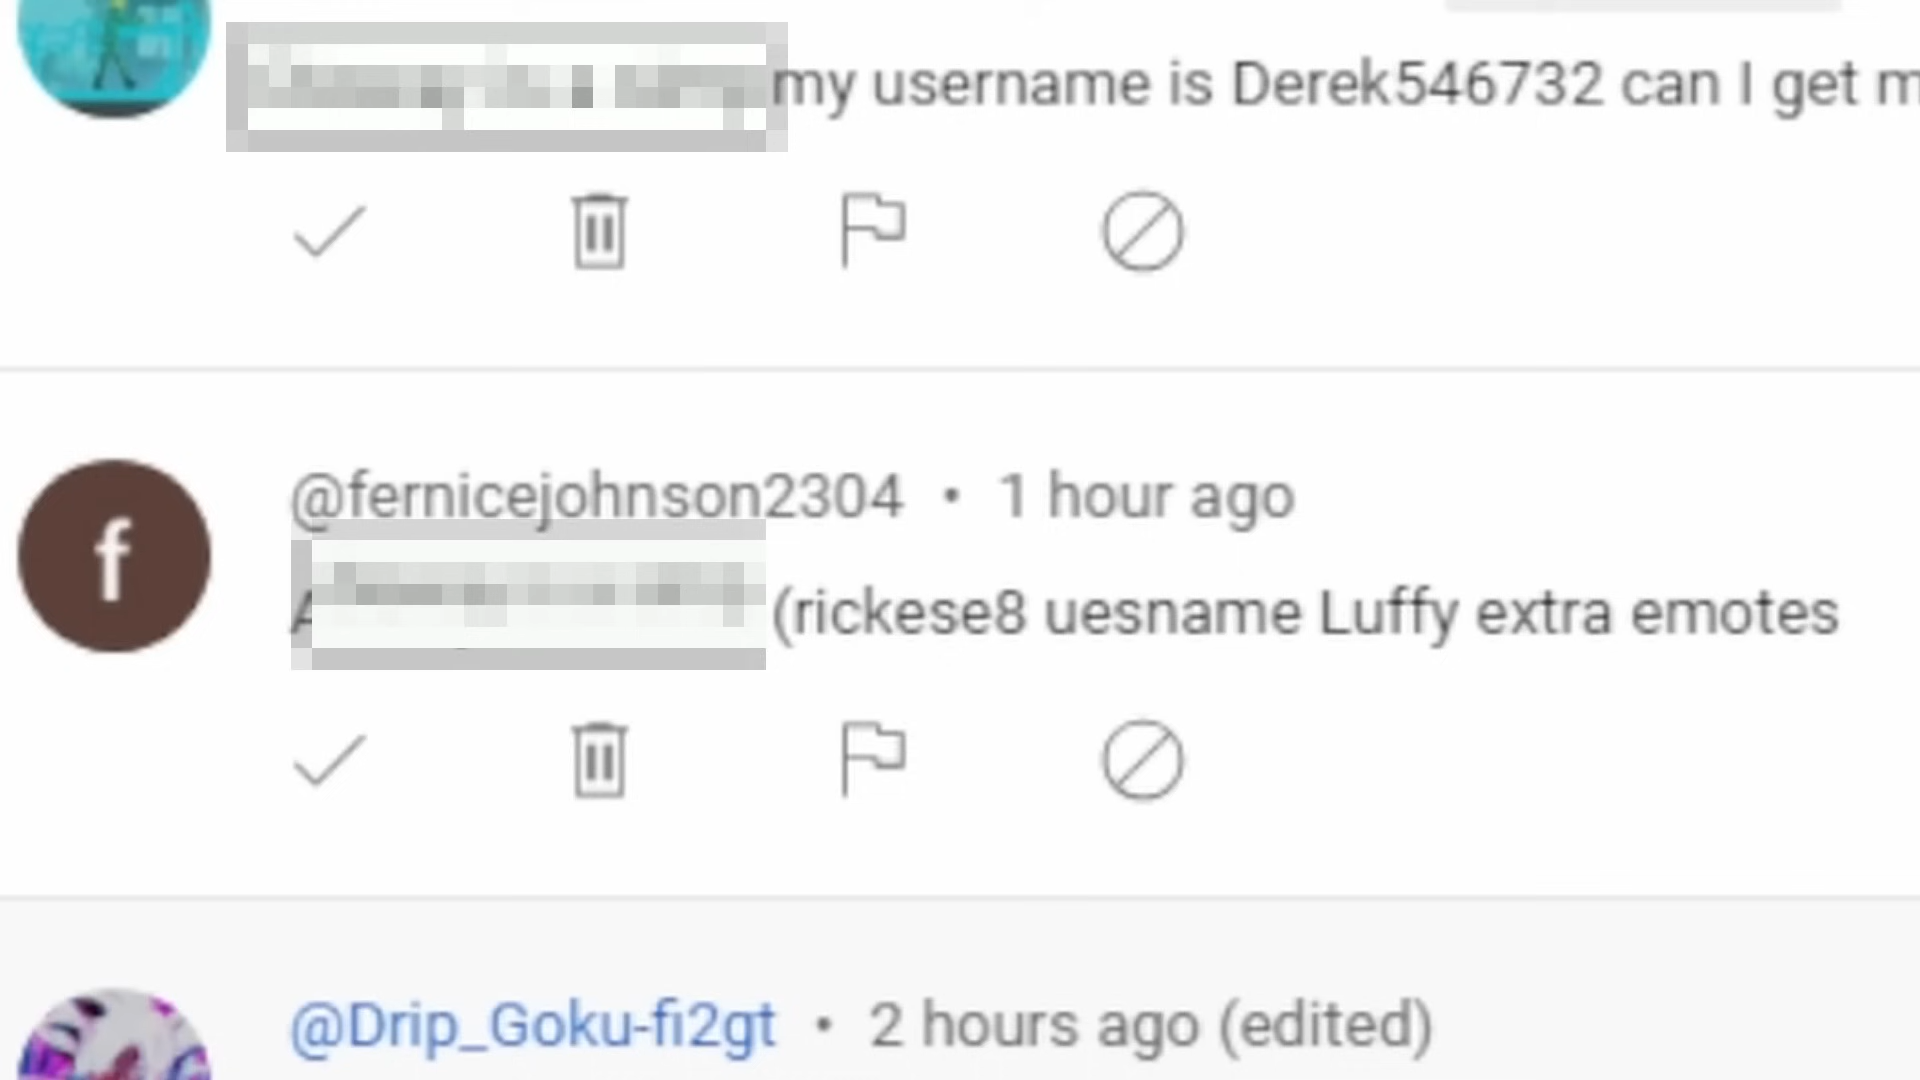 my username is Derek546732 can I get m
@fernicejohnson2304 • 1 hour ago
(rickese8 uesname Luffy extra emotes
@Drip_Goku-fi2gt • 2 hours ago (edited)